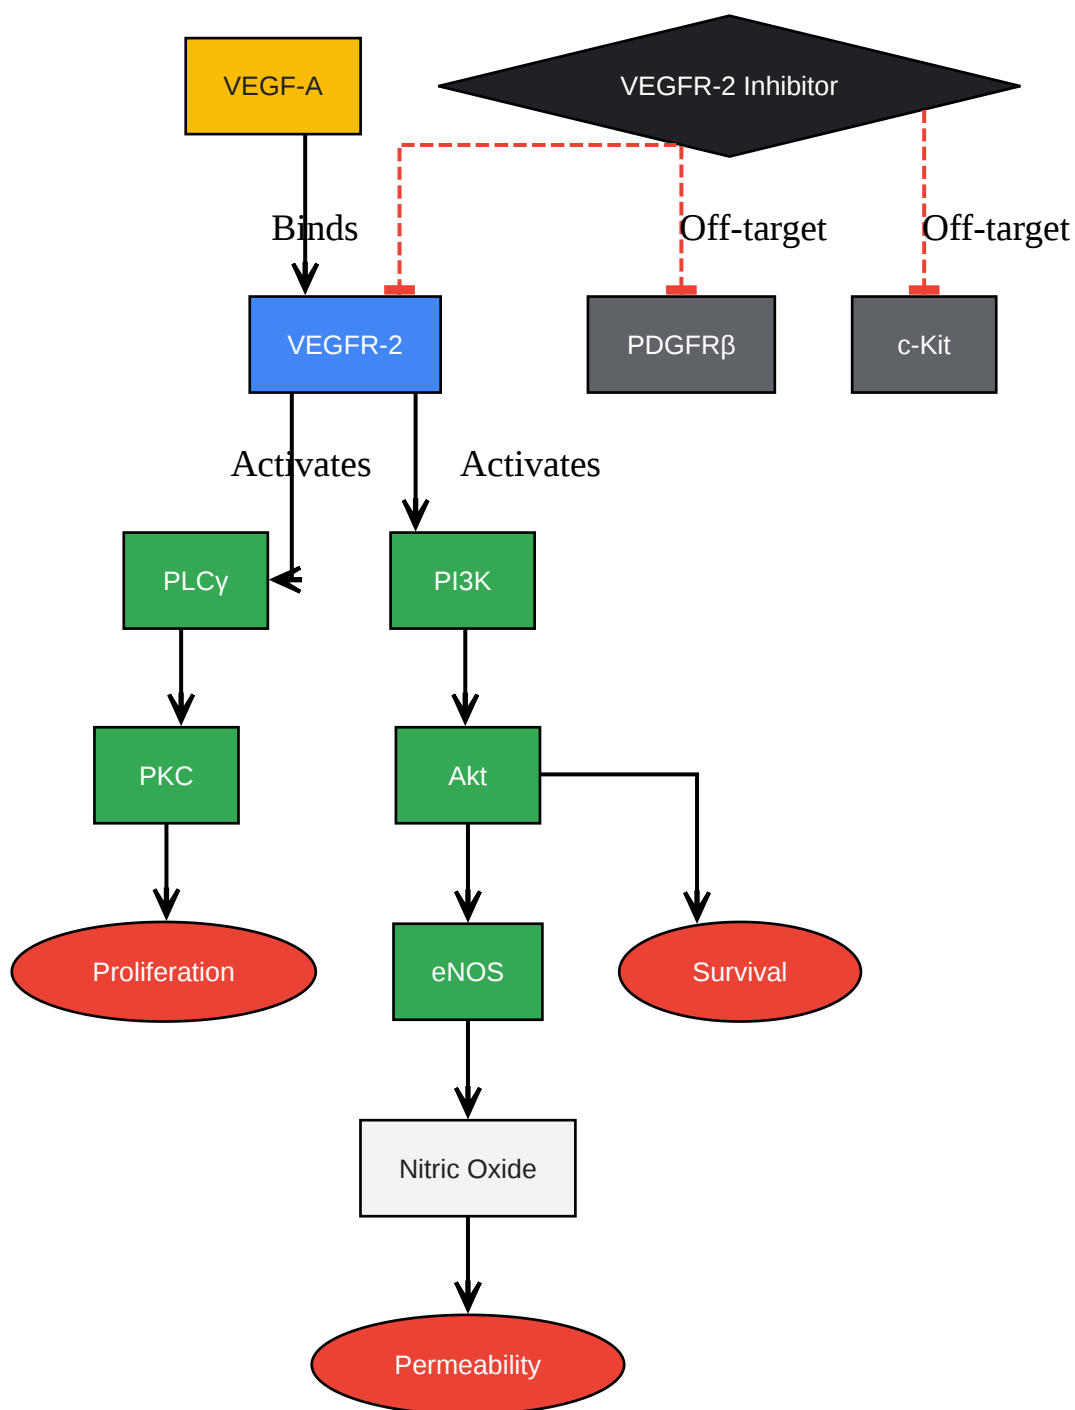 VEGF-A
VEGFR-2 Inhibitor
Binds
Off-target
Off-target
VEGFR-2
PDGFRβ
c-Kit
Activates
Activates
PLCγ
PI3K
PKC
Akt
Proliferation
eNOS
Survival
Nitric Oxide
Permeability